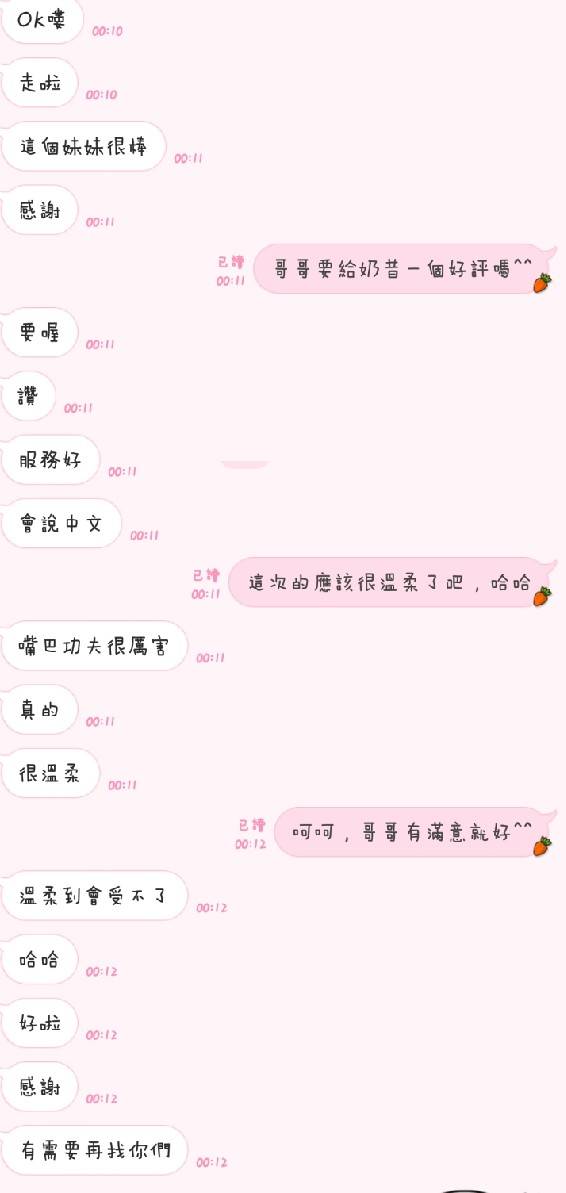 Ok嘍
00:10
走啦
00:10
這個妹妹很棒
00:11
感謝
00:11
已讀
00:11
哥哥要給奶昔一個好評嗎^^
要喔
00:11
讚
00:11
服務好
00:11
會說中文
00:11
已讀
00:11
這次的應該很溫柔了吧，哈哈
嘴巴功夫很厲害
00:11
真的
00:11
很溫柔
00:11
已讀
00:12
呵呵，哥哥有滿意就好^^
溫柔到會受不了
00:12
哈哈
00:12
好啦
00:12
感謝
00:12
有需要再找你們
00:12